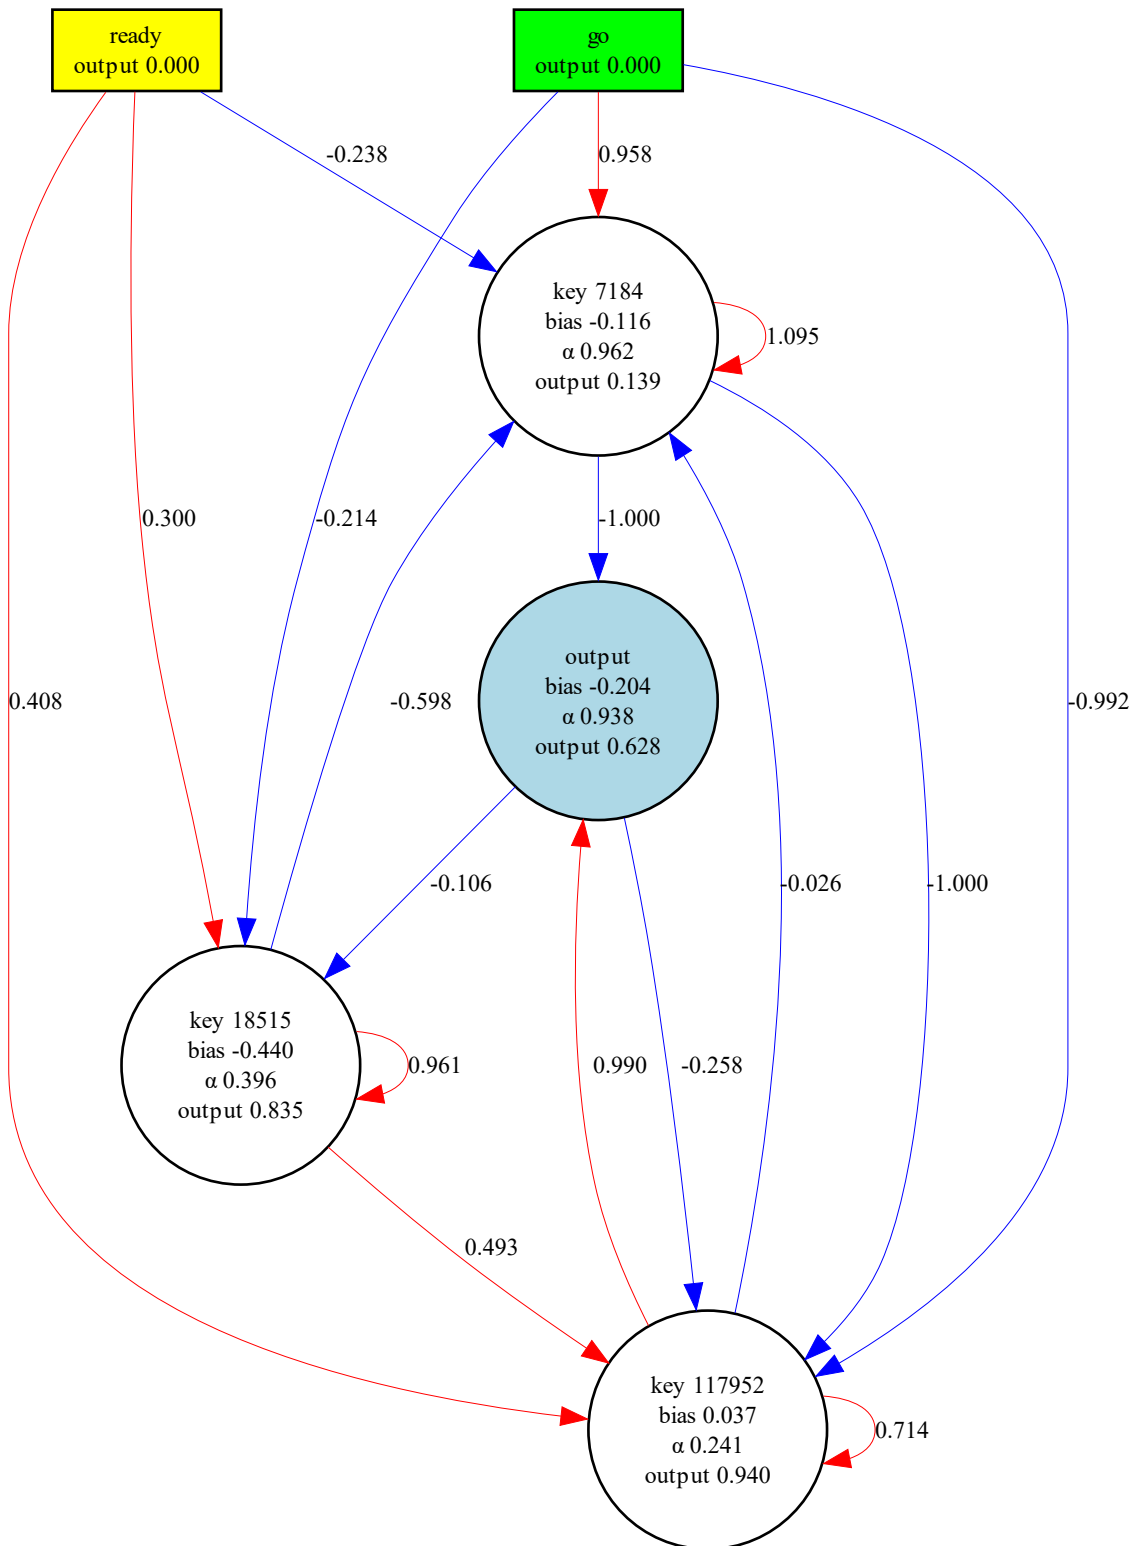 ready
output 0.000
go
output 0.000
-0.238
0.958
key 7184
bias -0.116
α 0.962
output 0.139
1.095
0.300
-0.214
-1.000
output
bias -0.204
α 0.938
output 0.628
0.408
-0.598
-0.992
-0.106
-0.026
-1.000
key 18515
bias -0.440
α 0.396
output 0.835
0.961
0.990
-0.258
0.493
key 117952
bias 0.037
α 0.241
output 0.940
0.714